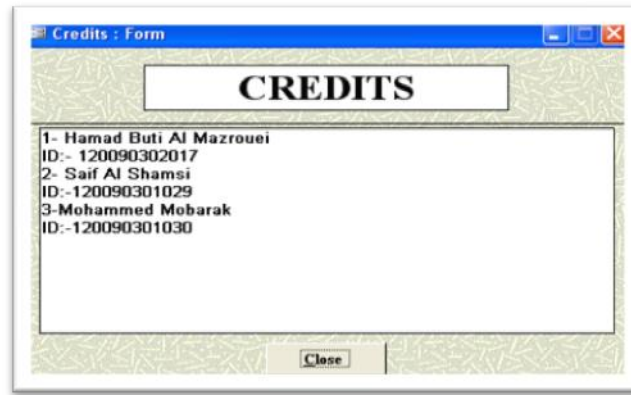 Credits : Form
CREDITS
1- Hamad Buti Al Mazrouei
ID:- 120090302017
2- Saif Al Shamsi
ID:-120090301029
3-Mohammed Mobarak
ID:-120090301030
Close